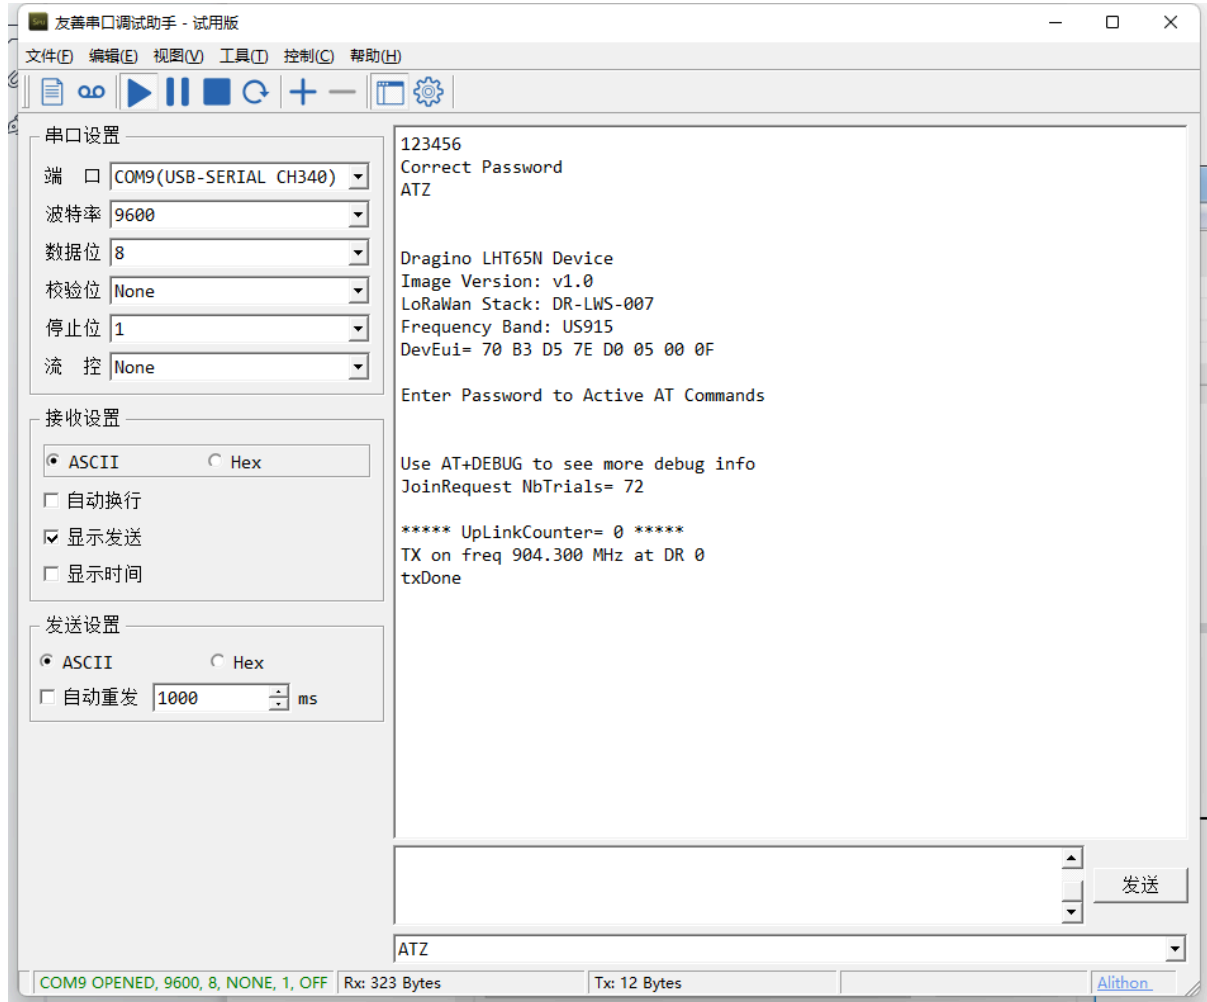 友善串口调试助手 - 试用版
文件(F) 编辑(E) 视图(V) 工具(T) 控制(C) 帮助(H)
串口设置
端 口 COM9(USB-SERIAL CH340)
波特率 9600
数据位 8
校验位 None
停止位 1
流 控 None
接收设置
ASCII Hex
自动换行
显示发送
显示时间
发送设置
ASCII Hex
自动重发 1000 ms
123456
Correct Password
ATZ
Dragino LHT65N Device
Image Version: v1.0
LoRaWan Stack: DR-LWS-007
Frequency Band: US915
DevEui= 70 B3 D5 7E D0 05 00 0F
Enter Password to Active AT Commands
Use AT+DEBUG to see more debug info
JoinRequest NbTrials= 72
***** UpLinkCounter= 0 *****
TX on freq 904.300 MHz at DR 0
txDone
发送
ATZ
COM9 OPENED, 9600, 8, NONE, 1, OFF Rx: 323 Bytes Tx: 12 Bytes Alithon